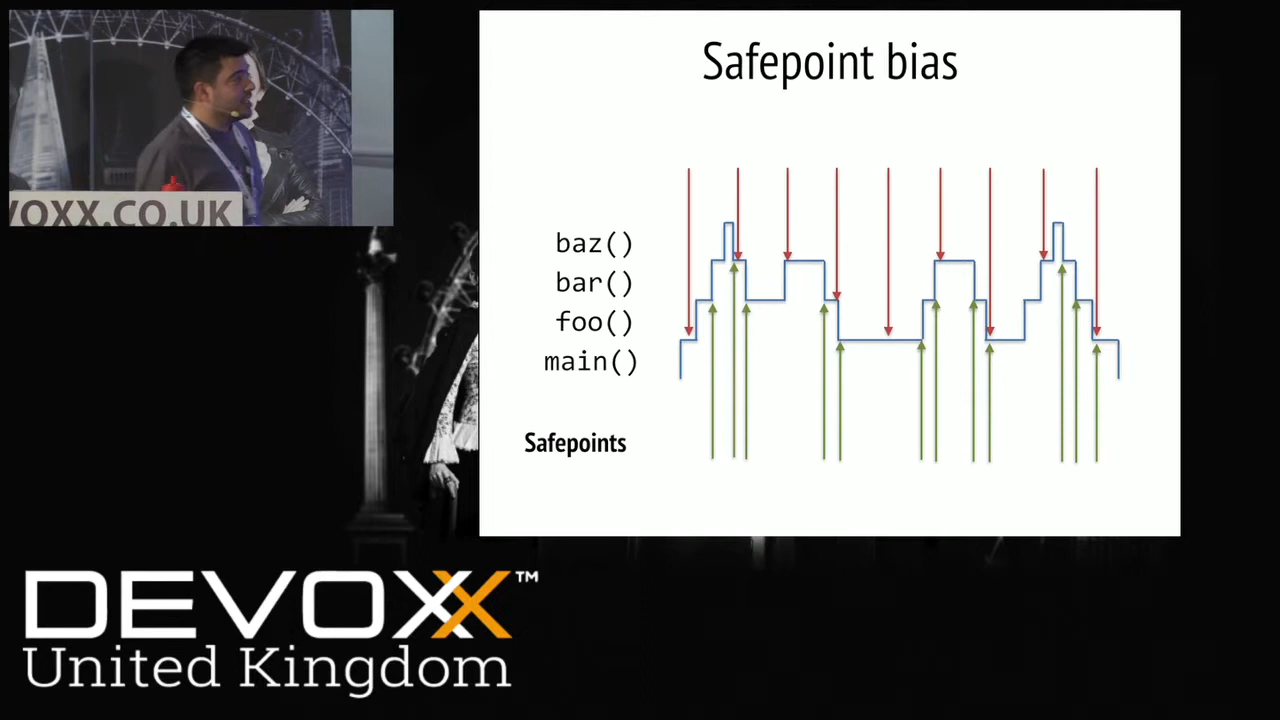 VOXX.CO.UK
Safepoint bias
baz()
bar()
foo()
main()
Safepoints
DEVOXX™
United Kingdom